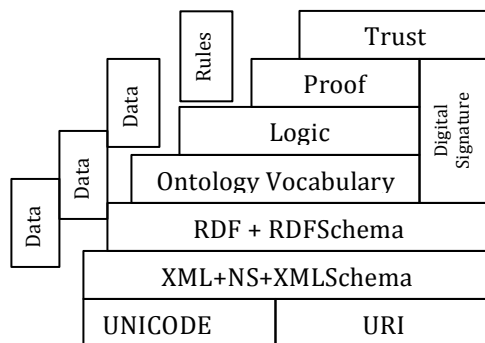 Trust
Rules
Proof
Data
Logic
Digital
Signature
Data
Ontology Vocabulary
Data
RDF + RDFSchema
XML+NS+XMLSchema
UNICODE
URI